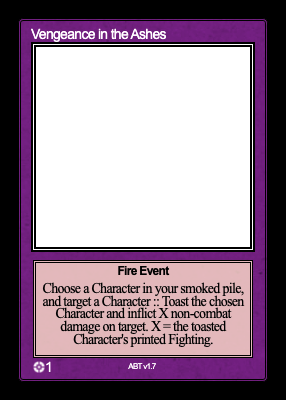 Vengeance in the Ashes
Fire Event
Choose a Character in your smoked pile,
and target a Character :: Toast the chosen
Character and inflict X non-combat
damage on target. X = the toasted
Character's printed Fighting.
1
ABT v1.7